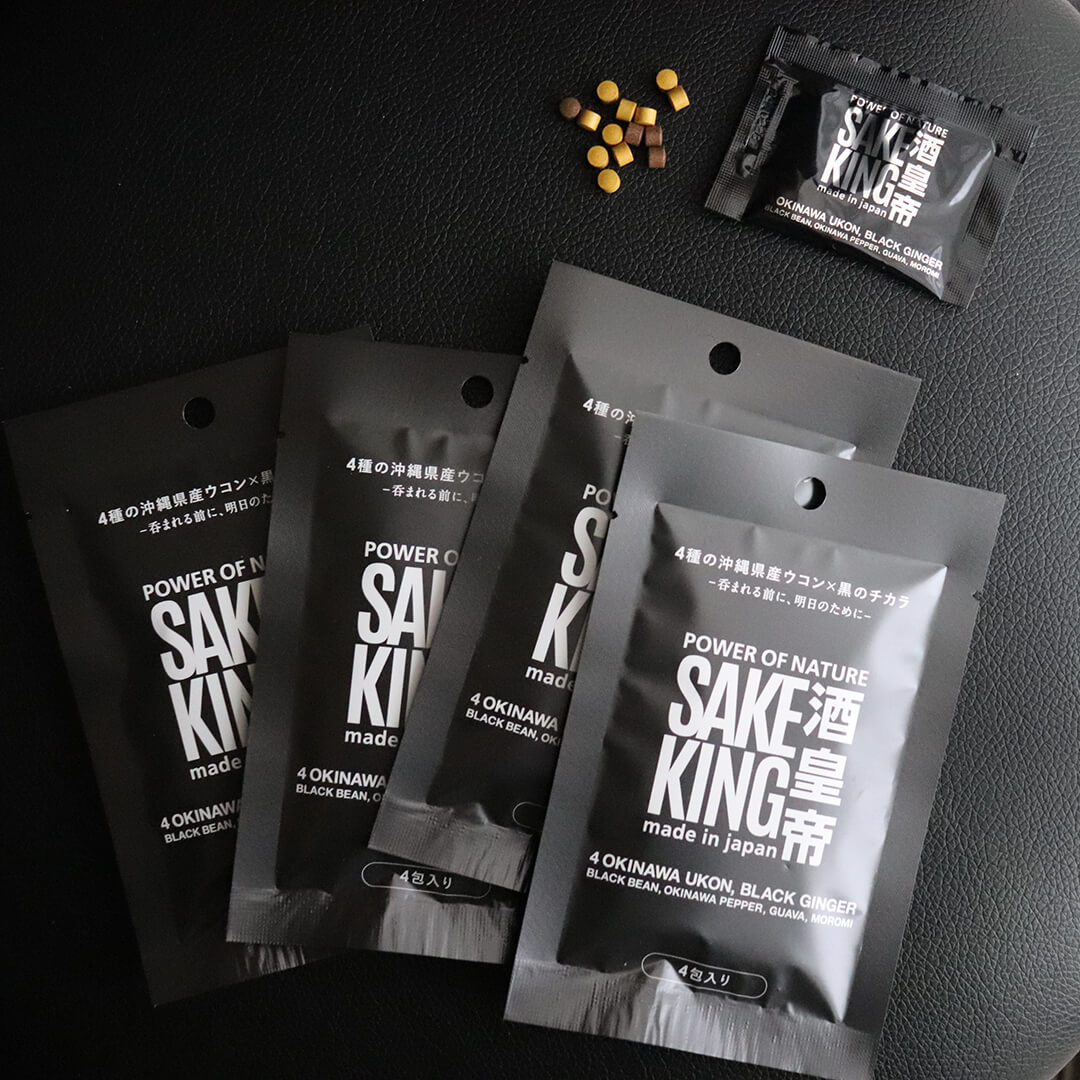 POWER OF NATURE
SAKE
KING
酒皇帝
made in japan
OKINAWA UKON, BLACK GINGER
BLACK BEAN, OKINAWA PEPPER, GUAVA, MOROMI
4種の沖縄県産ウコン×黒
−呑まれる前に、明日のため
POWER OF NA
SAK
KIN
made
4 OKINAWA
BLACK BEAN,
4種の沖縄県産ウコ
−呑まれる前に、
POWER O
SA
KIN
made
4 OKINAWA
BLACK BEAN,
4包入り
4種の
PO
S
K
made
4 OKINAWA
BLACK BEAN,
4種の沖縄県産ウコン×黒のチカラ
−呑まれる前に、明日のために−
POWER OF NATURE
SAKE
KING
酒皇帝
made in japan
4 OKINAWA UKON, BLACK GINGER
BLACK BEAN, OKINAWA PEPPER, GUAVA, MOROMI
4包入り